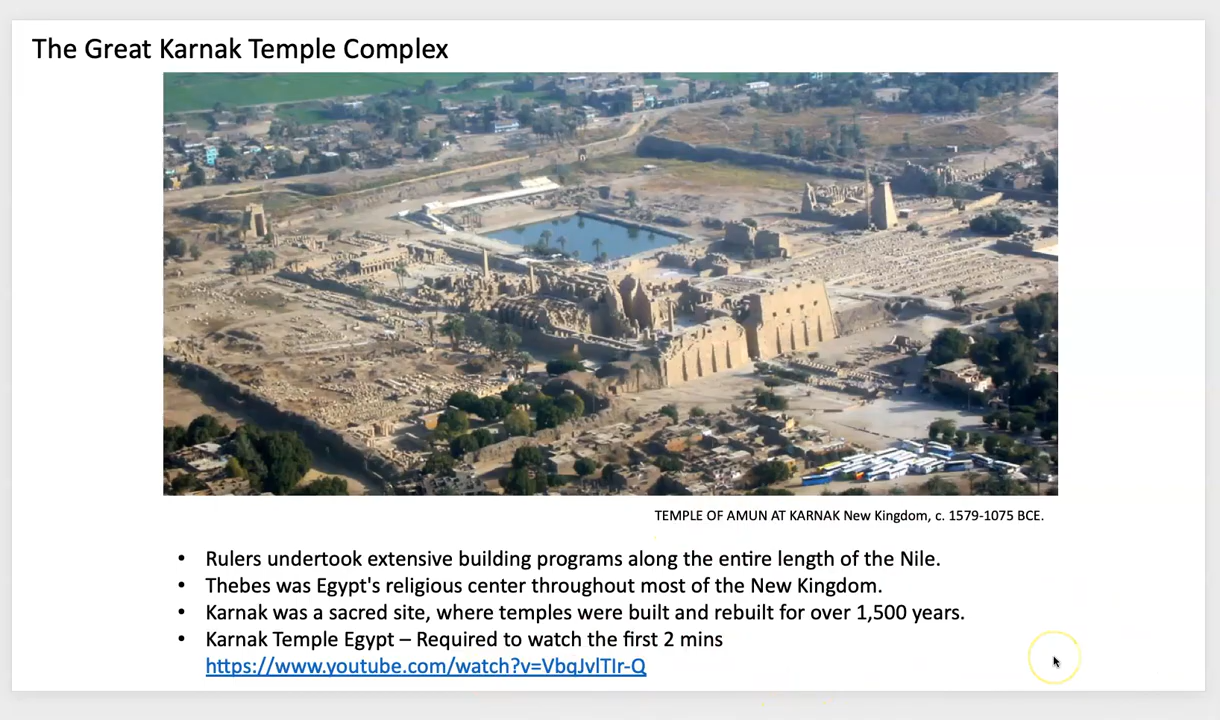 The Great Karnak Temple Complex
TEMPLE OF AMUN AT KARNAK New Kingdom, c. 1579-1075 BCE.
• Rulers undertook extensive building programs along the entire length of the Nile.
• Thebes was Egypt's religious center throughout most of the New Kingdom.
• Karnak was a sacred site, where temples were built and rebuilt for over 1,500 years.
• Karnak Temple Egypt – Required to watch the first 2 mins
https://www.youtube.com/watch?v=VbqJvlTIr-Q